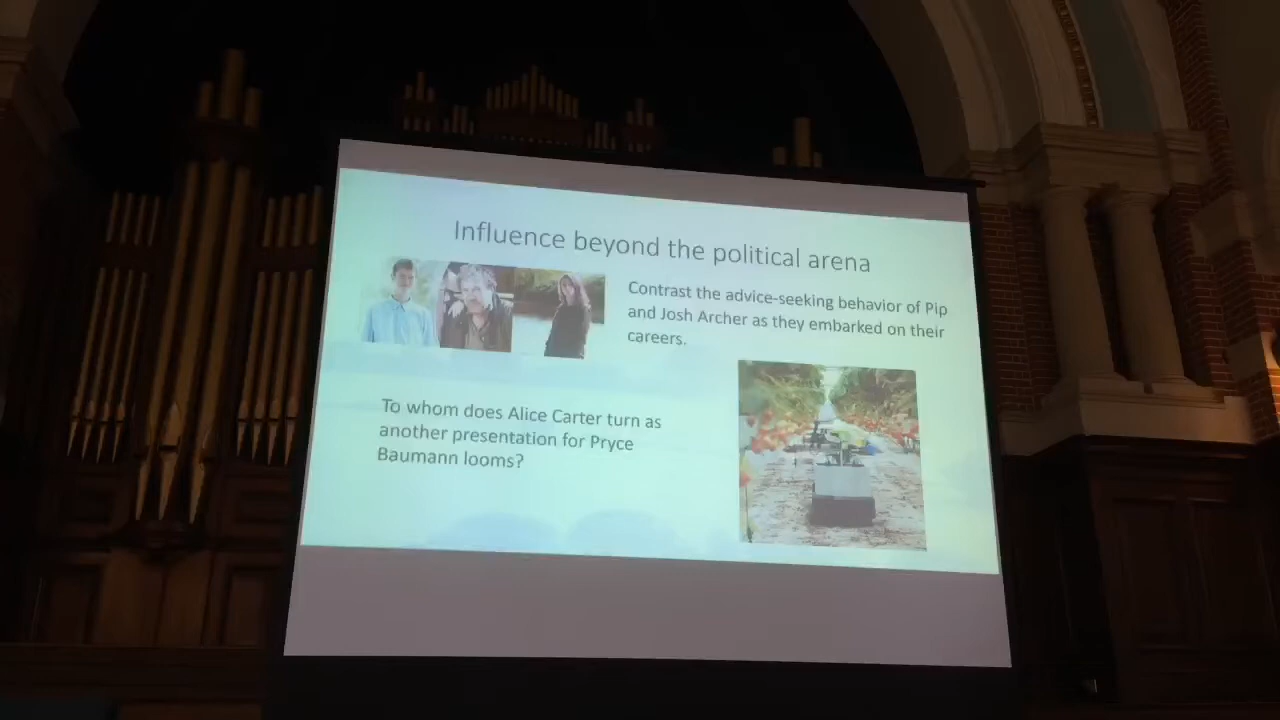 Influence beyond the political arena
Contrast the advice-seeking behavior of Pip
and Josh Archer as they embarked on their
careers.
To whom does Alice Carter turn as
another presentation for Pryce
Baumann looms?